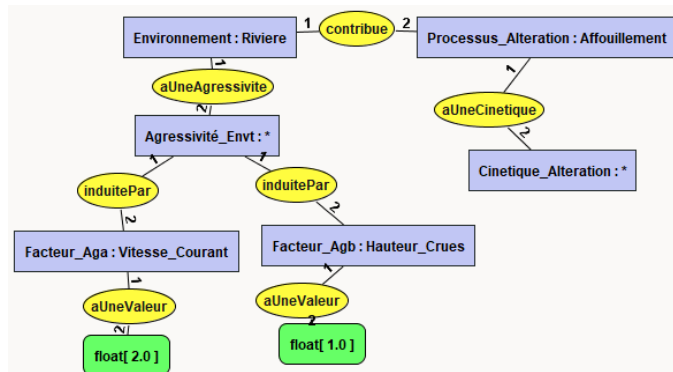 Environnement : Riviere
1
contribue
2
Processus_Alteration : Affouillement
1
aUneAgressivite
2
1
aUneCinetique
2
Agressivité_Envt : *
Cinetique_Alteration : *
1
induitePar
2
1
induitePar
2
Facteur_Aga : Vitesse_Courant
Facteur_Agb : Hauteur_Crues
1
aUneValeur
2
1
aUneValeur
2
float[ 2.0 ]
float[ 1.0 ]